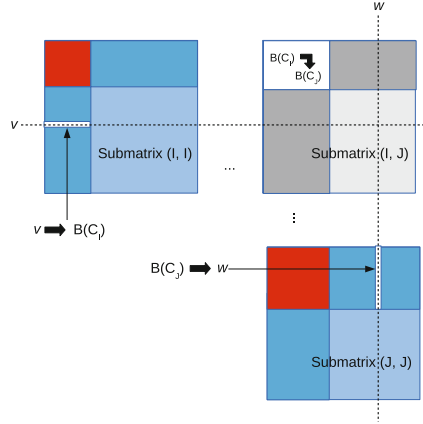 w
B(C_I)
B(C_J)
v
Submatrix (I, I)
Submatrix (I, J)
...
⋮
v B(C_I)
B(C_J) w
Submatrix (J, J)